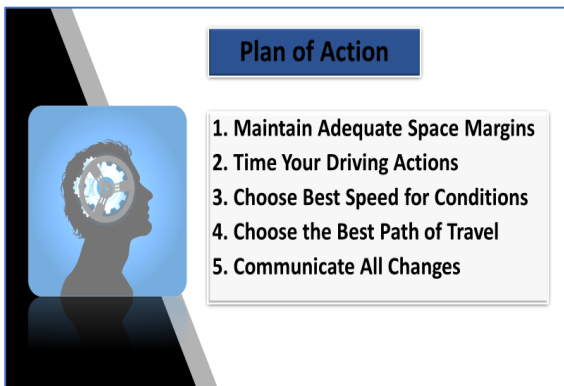 Plan of Action
1. Maintain Adequate Space Margins
2. Time Your Driving Actions
3. Choose Best Speed for Conditions
4. Choose the Best Path of Travel
5. Communicate All Changes